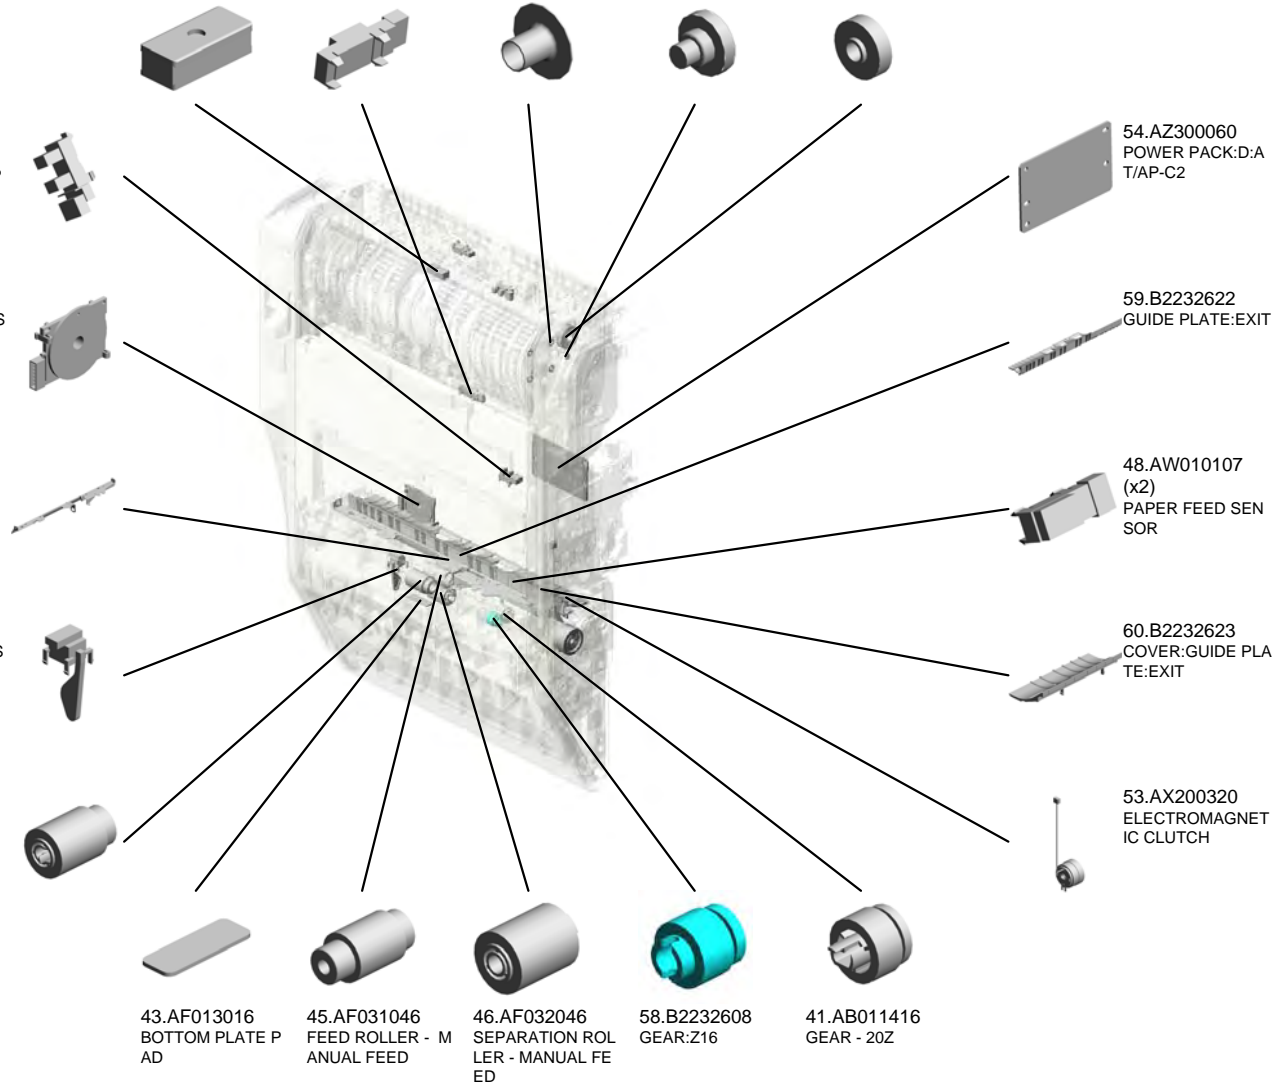 54.AZ300060
POWER PACK:D:A
T/AP-C2
59.B2232622
GUIDE PLATE:EXIT
S
48.AW010107
(x2)
PAPER FEED SEN
SOR
60.B2232623
COVER:GUIDE PLA
TE:EXIT
S
53.AX200320
ELECTROMAGNET
IC CLUTCH
43.AF013016
BOTTOM PLATE P
AD
45.AF031046
FEED ROLLER - M
ANUAL FEED
46.AF032046
SEPARATION ROL
LER - MANUAL FE
ED
58.B2232608
GEAR:Z16
41.AB011416
GEAR - 20Z